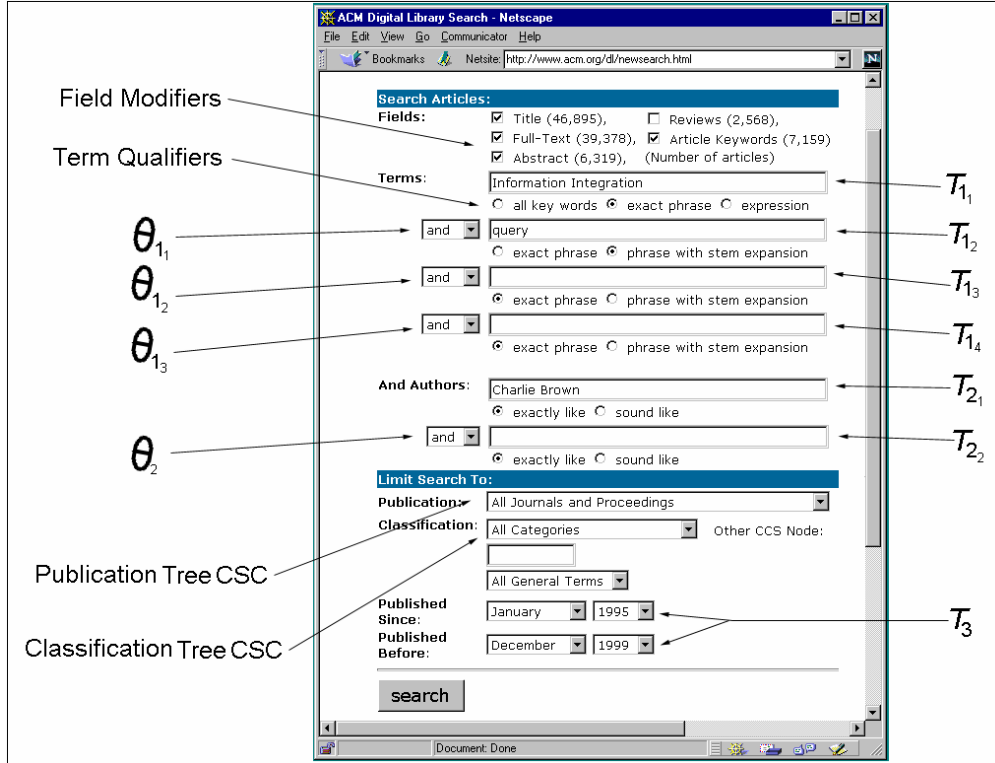 ACM Digital Library Search - Netscape
File Edit View Go Communicator Help
Bookmarks Netsite: http://www.acm.org/dl/newsearch.html
N
Search Articles:
Field Modifiers
Fields: Title (46,895), Reviews (2,568),
Full-Text (39,378), Article Keywords (7,159)
Abstract (6,319), (Number of articles)
Term Qualifiers
Terms: Information Integration T1₁
all key words exact phrase expression
θ1₁ and query T1₂
exact phrase phrase with stem expansion
θ1₂ and T1₃
exact phrase phrase with stem expansion
θ1₃ and T1₄
exact phrase phrase with stem expansion
And Authors: Charlie Brown T2₁
exactly like sound like
θ2 and T2₂
exactly like sound like
Limit Search To:
Publication: All Journals and Proceedings
Classification: All Categories Other CCS Node:
Publication Tree CSC
All General Terms
Published Since: January 1995
T3
Classification Tree CSC
Published Before: December 1999
search
Document: Done